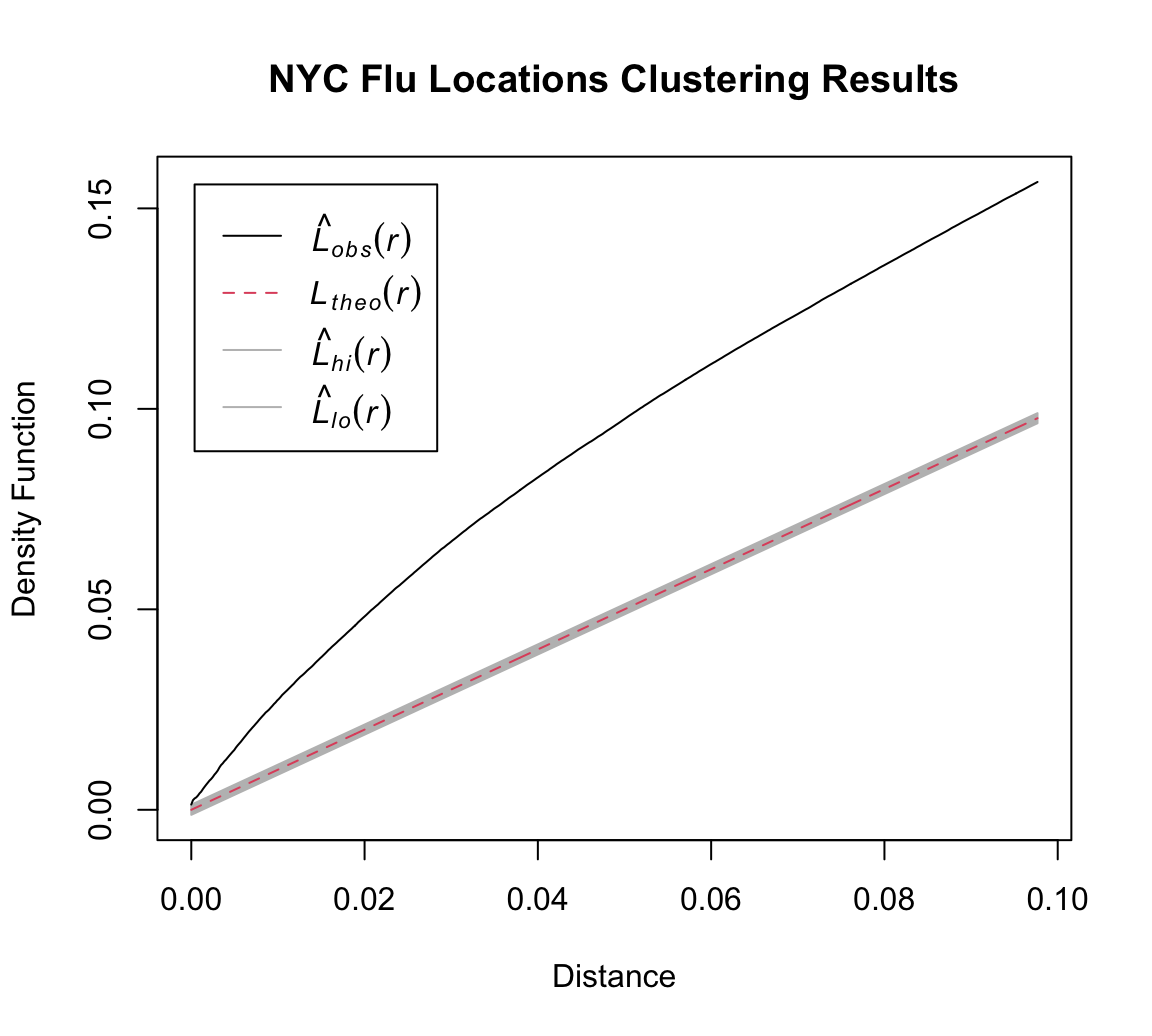 NYC Flu Locations Clustering Results
L̂obs(r)
Ltheo(r)
L̂hi(r)
L̂lo(r)
Density Function
0.15
0.10
0.05
0.00
0.00 0.02 0.04 0.06 0.08 0.10
Distance